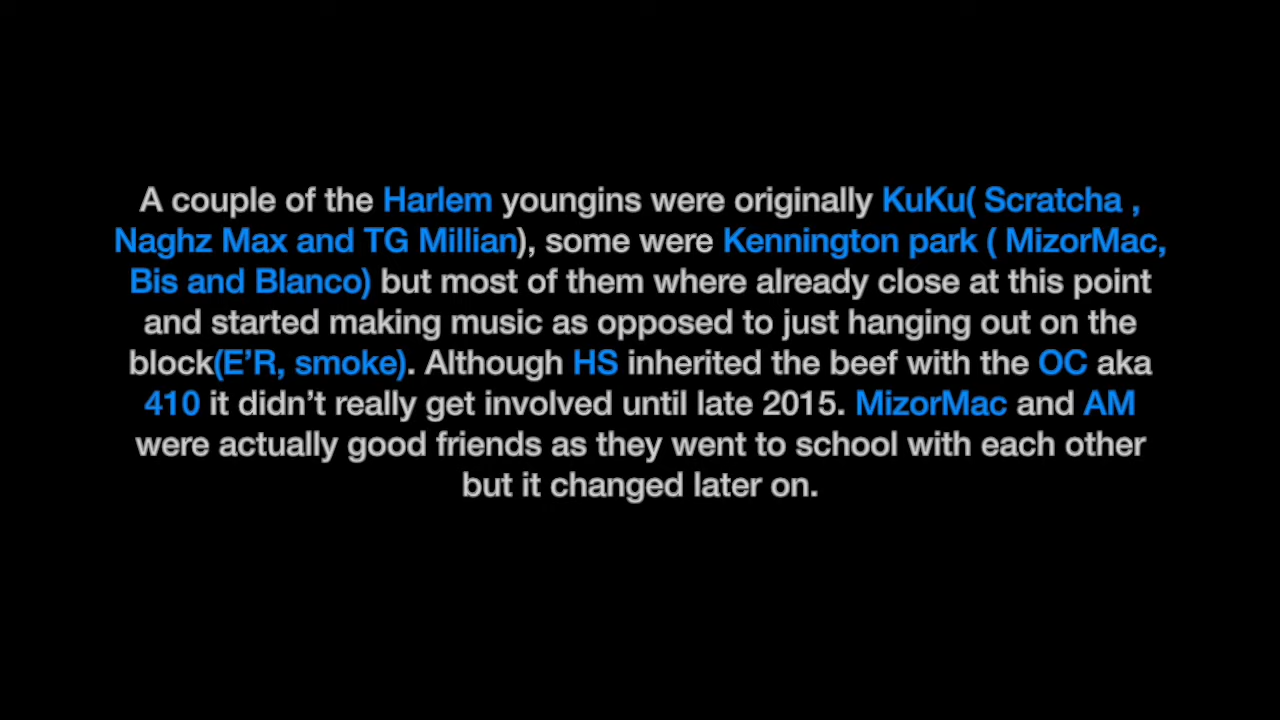 A couple of the Harlem youngins were originally KuKu( Scratcha ,
Naghz Max and TG Millian), some were Kennington park ( MizorMac,
Bis and Blanco) but most of them where already close at this point
and started making music as opposed to just hanging out on the
block(E’R, smoke). Although HS inherited the beef with the OC aka
410 it didn’t really get involved until late 2015. MizorMac and AM
were actually good friends as they went to school with each other
but it changed later on.